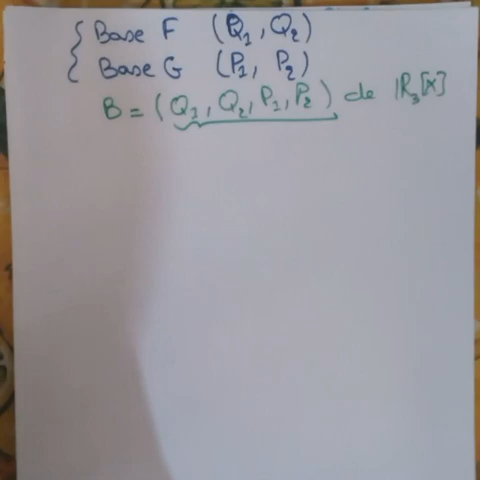 Base F (Q₁, Q₂)
Base G (P₁, P₂)
B = (Q₁, Q₂, P₁, P₂) de ℝ₃[X]